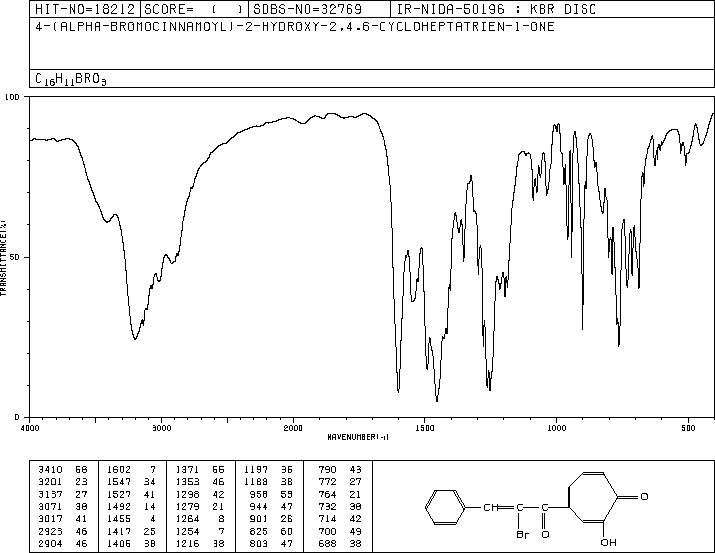 HIT-NO=18212 SCORE= ( ) SDBS-NO=32769 IR-NIDA-50196 : KBR DISC
4-(ALPHA-BROMOCINNAMOYL)-2-HYDROXY-2,4,6-CYCLOHEPTATRIEN-1-ONE
C16H11BRO3
100
50
0
TRANSMITTANCE(%)
4000 3000 2000 1500 1000 500
WAVENUMBER(-1)
3410 68 1602 7 1371 66 1197 36 790 43
3201 23 1547 34 1353 46 1188 38 772 27
3137 27 1527 41 1298 42 958 59 764 21
3071 38 1492 14 1279 21 944 47 732 38
3017 41 1455 4 1264 8 901 26 714 42
2923 46 1417 25 1254 7 825 60 700 49
2904 46 1406 38 1216 38 803 47 688 38
CH C C
Br O
O
OH